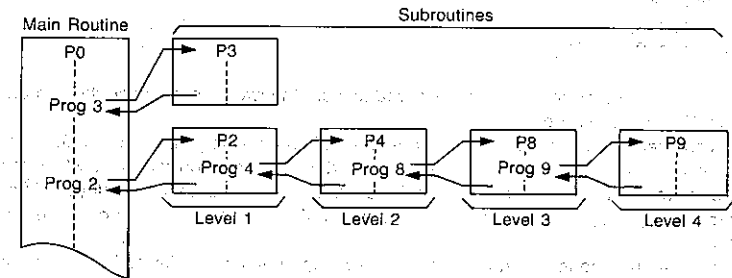 Subroutines
Main Routine
P0
P3
Prog 3
P2
P4
P8
P9
Prog 4
Prog 8
Prog 9
Prog 2
Level 1
Level 2
Level 3
Level 4